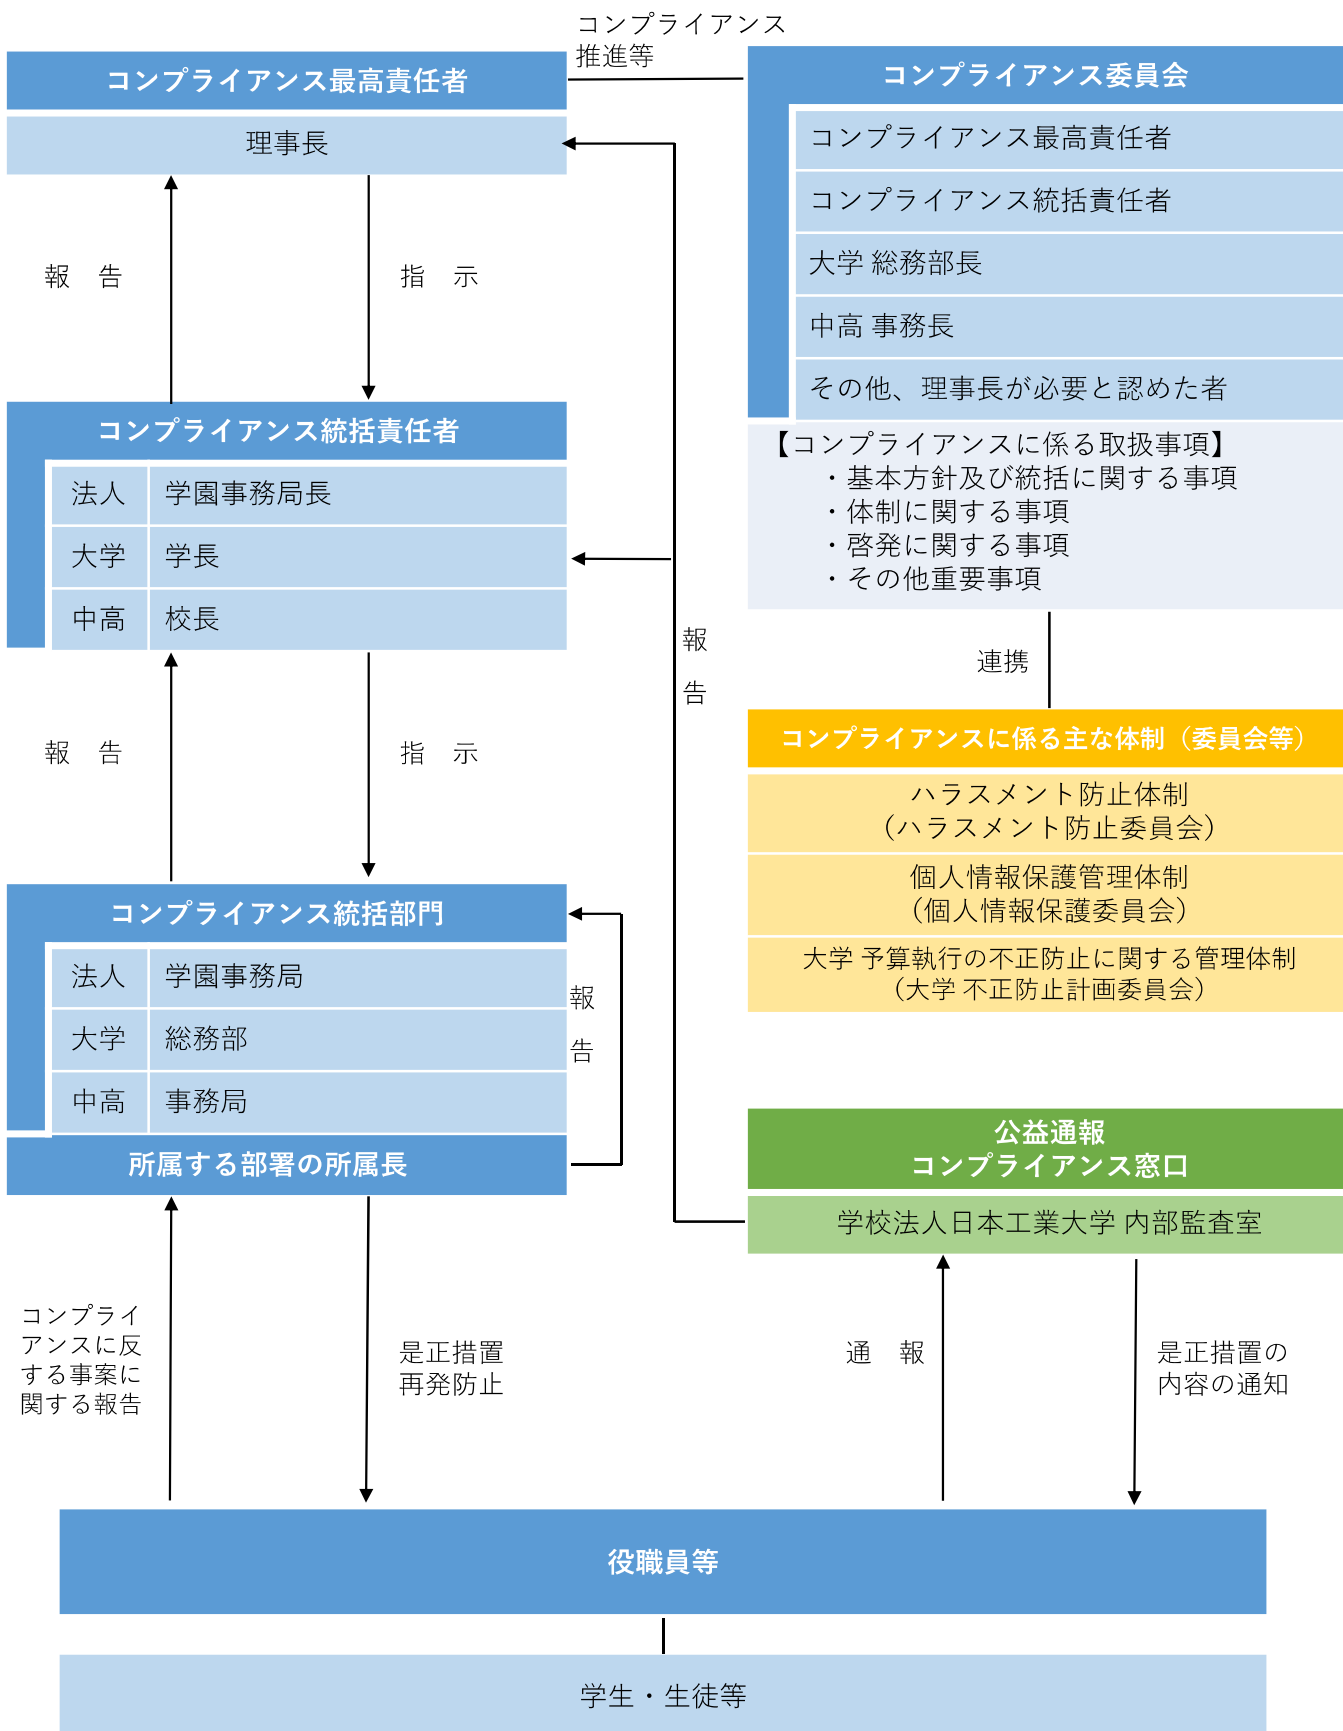 コンプライアンス
推進等
コンプライアンス最高責任者
理事長
報　告
指　示
コンプライアンス統括責任者
法人 学園事務局長
大学 学長
中高 校長
報　告
指　示
コンプライアンス統括部門
法人 学園事務局
大学 総務部
中高 事務局
所属する部署の所属長
報
告
報
告
コンプライアンス委員会
コンプライアンス最高責任者
コンプライアンス統括責任者
大学 総務部長
中高 事務長
その他、理事長が必要と認めた者
【コンプライアンスに係る取扱事項】
・基本方針及び統括に関する事項
・体制に関する事項
・啓発に関する事項
・その他重要事項
連携
コンプライアンスに係る主な体制（委員会等）
ハラスメント防止体制
（ハラスメント防止委員会）
個人情報保護管理体制
（個人情報保護委員会）
大学 予算執行の不正防止に関する管理体制
（大学 不正防止計画委員会）
公益通報
コンプライアンス窓口
学校法人日本工業大学 内部監査室
コンプライ
アンスに反
する事案に
関する報告
是正措置
再発防止
通　報
是正措置の
内容の通知
役職員等
学生・生徒等